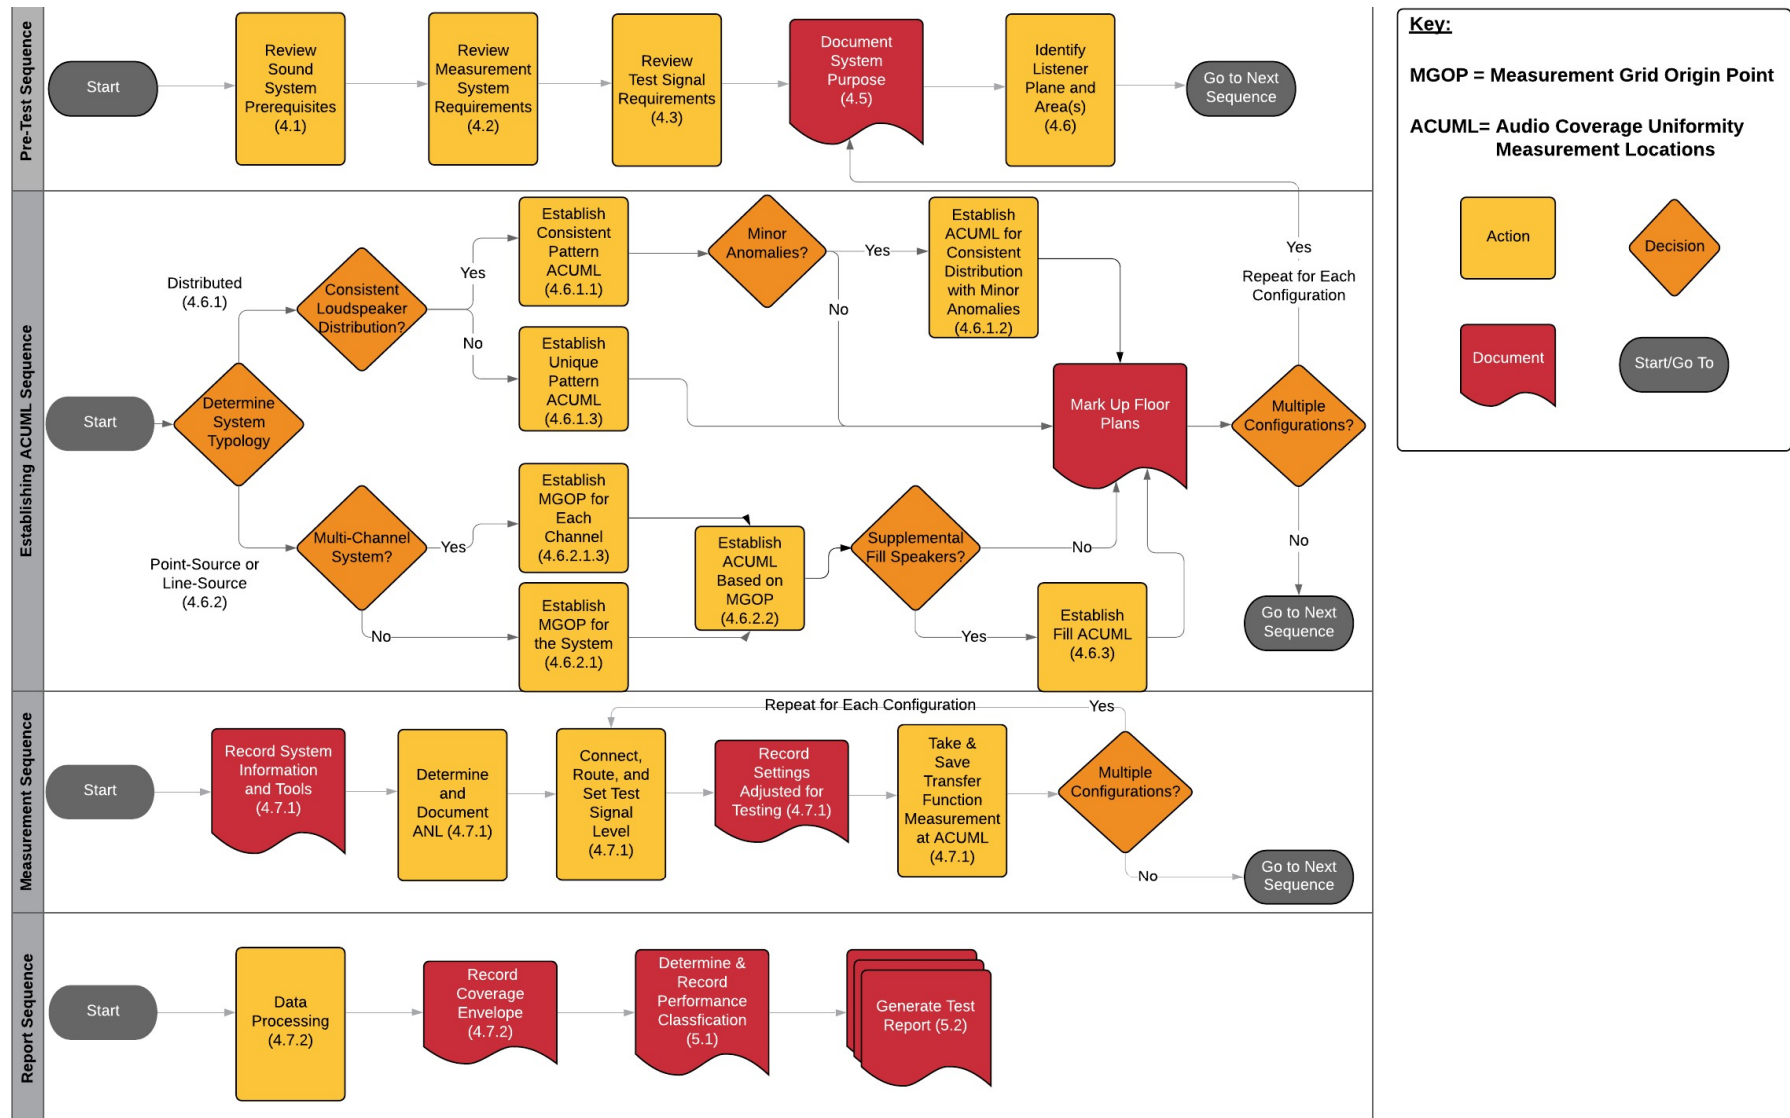 Pre-Test Sequence
Start
Review
Sound
System
Prerequisites
(4.1)
Review
Measurement
System
Requirements
(4.2)
Review
Test Signal
Requirements
(4.3)
Document
System
Purpose
(4.5)
Identify
Listener
Plane and
Area(s)
(4.6)
Go to Next
Sequence
Key:
MGOP = Measurement Grid Origin Point
ACUML= Audio Coverage Uniformity
Measurement Locations
Action
Decision
Document
Start/Go To
Establishing ACUML Sequence
Start
Determine
System
Typology
Distributed
(4.6.1)
Consistent
Loudspeaker
Distribution?
Yes
No
Establish
Consistent
Pattern
ACUML
(4.6.1.1)
Minor
Anomalies?
Yes
No
Establish
ACUML for
Consistent
Distribution
with Minor
Anomalies
(4.6.1.2)
Establish
Unique
Pattern
ACUML
(4.6.1.3)
Mark Up Floor
Plans
Multiple
Configurations?
Yes
Repeat for Each
Configuration
No
Go to Next
Sequence
Point-Source or
Line-Source
(4.6.2)
Multi-Channel
System?
Yes
No
Establish
MGOP for
Each
Channel
(4.6.2.1.3)
Establish
MGOP for
the System
(4.6.2.1)
Establish
ACUML
Based on
MGOP
(4.6.2.2)
Supplemental
Fill Speakers?
No
Yes
Establish
Fill ACUML
(4.6.3)
Measurement Sequence
Start
Record System
Information
and Tools
(4.7.1)
Determine
and
Document
ANL (4.7.1)
Connect,
Route, and
Set Test
Signal
Level
(4.7.1)
Record
Settings
Adjusted for
Testing (4.7.1)
Take &
Save
Transfer
Function
Measurement
at ACUML
(4.7.1)
Multiple
Configurations?
Repeat for Each Configuration
Yes
No
Go to Next
Sequence
Report Sequence
Start
Data
Processing
(4.7.2)
Record
Coverage
Envelope
(4.7.2)
Determine &
Record
Performance
Classfication
(5.1)
Generate Test
Report (5.2)